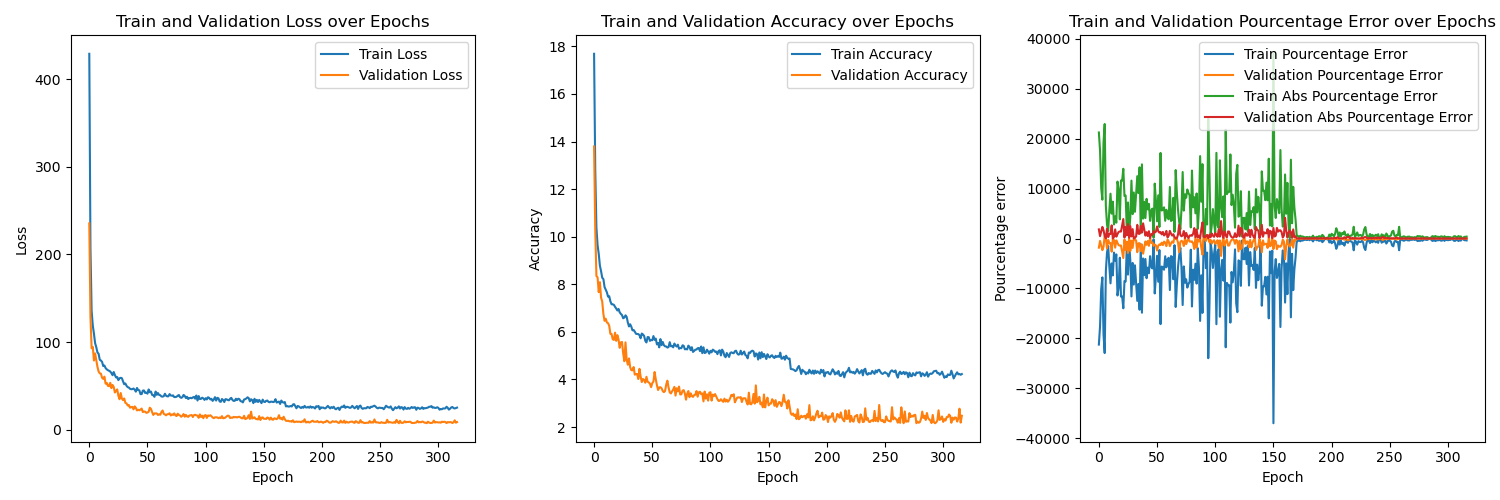 Train and Validation Loss over Epochs
Loss
400
300
200
100
0
Train Loss
Validation Loss
0 50 100 150 200 250 300
Epoch
Train and Validation Accuracy over Epochs
Accuracy
18
16
14
12
10
8
6
4
2
Train Accuracy
Validation Accuracy
0 50 100 150 200 250 300
Epoch
Train and Validation Pourcentage Error over Epochs
Pourcentage error
40000
30000
20000
10000
0
−10000
−20000
−30000
−40000
Train Pourcentage Error
Validation Pourcentage Error
Train Abs Pourcentage Error
Validation Abs Pourcentage Error
0 50 100 150 200 250 300
Epoch